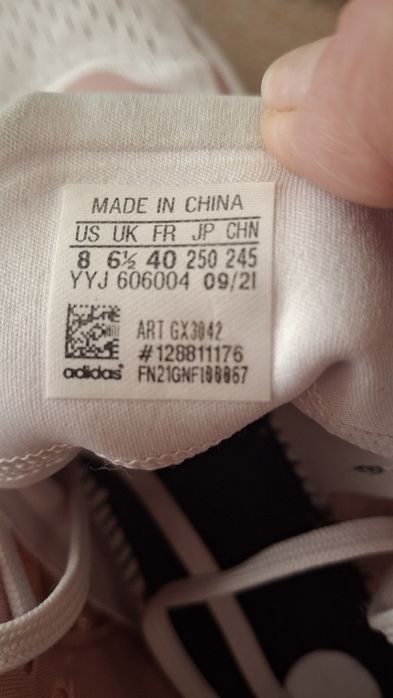 MADE IN CHINA
US UK FR JP CHN
8 6½ 40 250 245
YYJ 606004 09/21
ART GX3042
#128811176
adidas FN21GNF100067